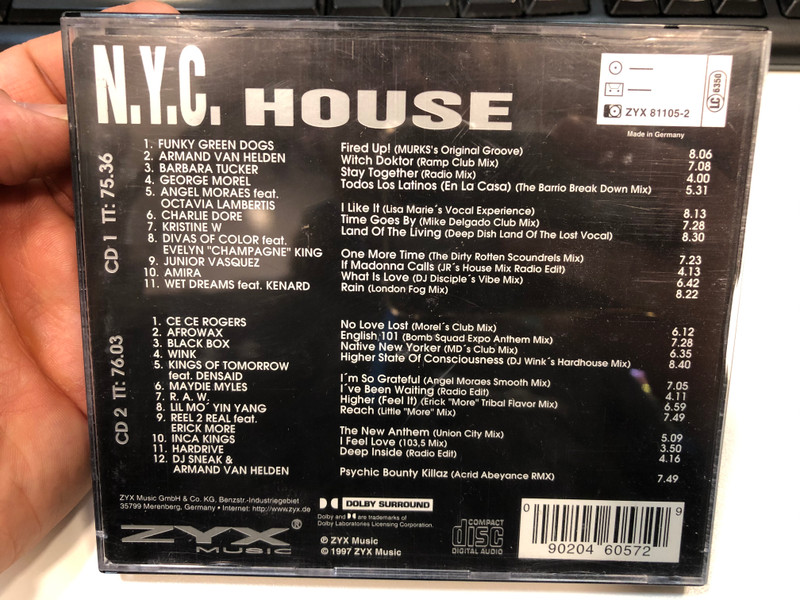 N.Y.C. HOUSE
ZYX 81105-2
LC 6350
Made in Germany
CD 1 TT: 75.36
1. FUNKY GREEN DOGS Fired Up! (MURKS's Original Groove) 8.06
2. ARMAND VAN HELDEN Witch Doktor (Ramp Club Mix) 7.08
3. BARBARA TUCKER Stay Together (Radio Mix) 4.00
4. GEORGE MOREL Todos Los Latinos (En La Casa) (The Barrio Break Down Mix) 5.31
5. ANGEL MORAES feat.
OCTAVIA LAMBERTIS I Like It (Lisa Marie´s Vocal Experience) 8.13
6. CHARLIE DORE Time Goes By (Mike Delgado Club Mix) 7.28
7. KRISTINE W Land Of The Living (Deep Dish Land Of The Lost Vocal) 8.30
8. DIVAS OF COLOR feat.
EVELYN "CHAMPAGNE" KING One More Time (The Dirty Rotten Scoundrels Mix) 7.23
9. JUNIOR VASQUEZ If Madonna Calls (JR´s House Mix Radio Edit) 4.13
10. AMIRA What Is Love (DJ Disciple´s Vibe Mix) 6.42
11. WET DREAMS feat. KENARD Rain (London Fog Mix) 8.22
CD 2 TT: 76.03
1. CE CE ROGERS No Love Lost (Morel´s Club Mix) 6.12
2. AFROWAX English 101 (Bomb Squad Expo Anthem Mix) 7.28
3. BLACK BOX Native New Yorker (MD´s Club Mix) 6.35
4. WINK Higher State Of Consciousness (DJ Wink´s Hardhouse Mix) 8.40
5. KINGS OF TOMORROW
feat. DENSAID I´m So Grateful (Angel Moraes Smooth Mix) 7.05
6. MAYDIE MYLES I´ve Been Waiting (Radio Edit) 4.11
7. R. A. W. Higher (Feel It) (Erick "More" Tribal Flavor Mix) 6.59
8. LIL MO´ YIN YANG Reach (Little "More" Mix) 7.49
9. REEL 2 REAL feat.
ERICK MORE The New Anthem (Union City Mix) 5.09
10. INCA KINGS I Feel Love (103,5 Mix) 3.50
11. HARDRIVE Deep Inside (Radio Edit) 4.16
12. DJ SNEAK &
ARMAND VAN HELDEN Psychic Bounty Killaz (Acrid Abeyance RMX) 7.49
ZYX Music GmbH & Co. KG, Benzstr.-Industriegebiet
35799 Merenberg, Germany • Internet: http://www.zyx.de
ZYX®
MUSIC
DOLBY SURROUND
Dolby and are trademarks of
Dolby Laboratories Licensing Corporation.
℗ ZYX Music
© 1997 ZYX Music
COMPACT
disc
DIGITAL AUDIO
0 90204 60572 9